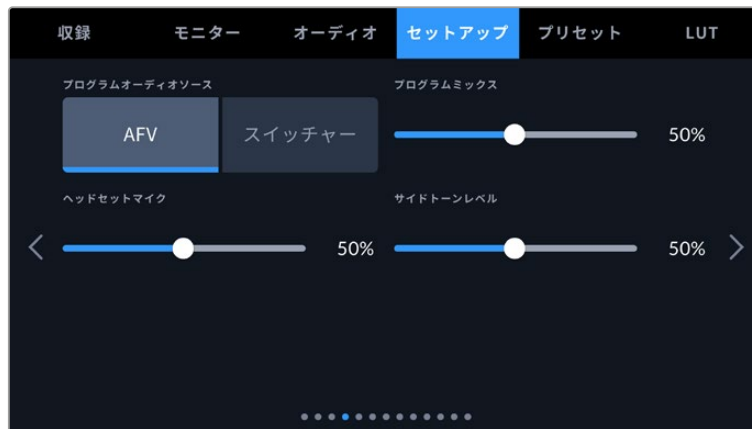 収録 モニター オーディオ セットアップ プリセット LUT
プログラムオーディオソース プログラムミックス
AFV スイッチャー 50%
ヘッドセットマイク サイドトーンレベル
50% 50%